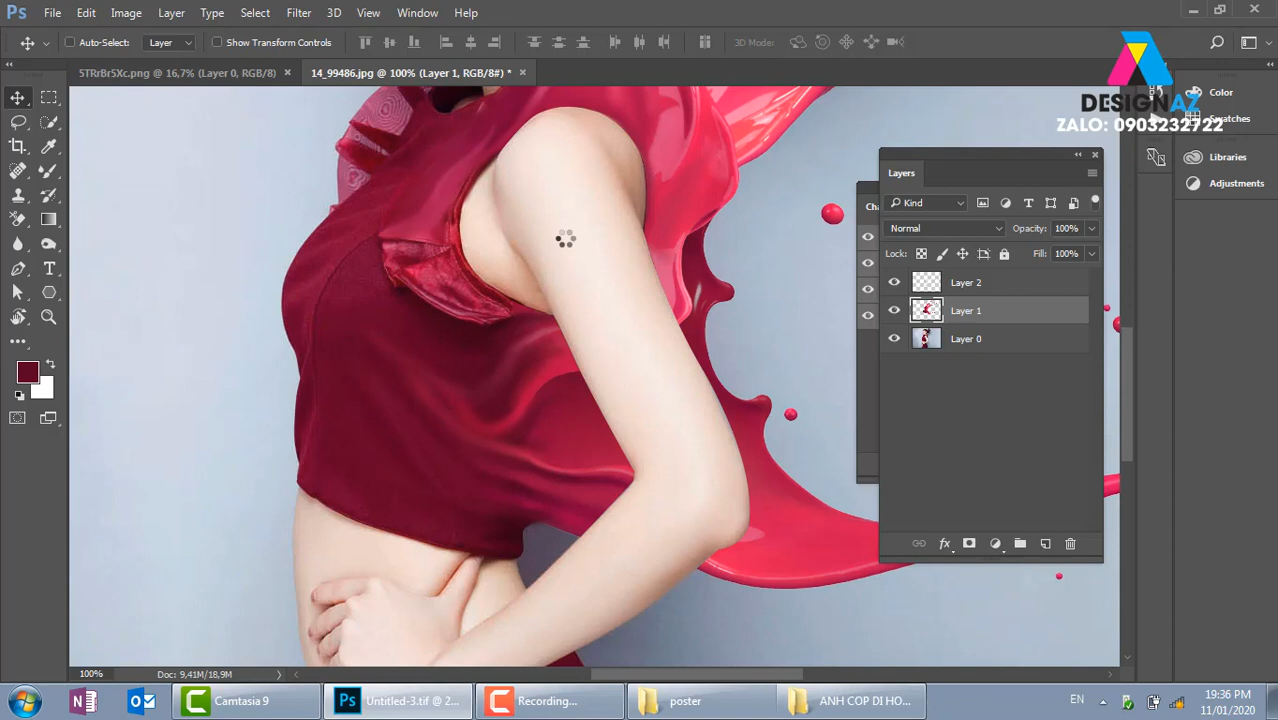 Ps File Edit Image Layer Type Select Filter 3D View Window Help
Auto-Select: Layer Show Transform Controls 3D Mode:
5TRrBrSXc.png @ 16,7% (Layer 0, RGB/8) 14_99486.jpg @ 100% (Layer 1, RGB/8#) *
DESIGNAZ
ZALO: 0903232722
Color
Swatches
Libraries
Adjustments
Cha
Layers
Kind
Normal Opacity: 100%
Lock: Fill: 100%
Layer 2
Layer 1
Layer 0
fx
100% Doc: 9,41M/18,9M
Camtasia 9 Ps Untitled-3.tif @ 2... Recording... poster ANH COP DI HO...
EN
19:36 PM
11/01/2020